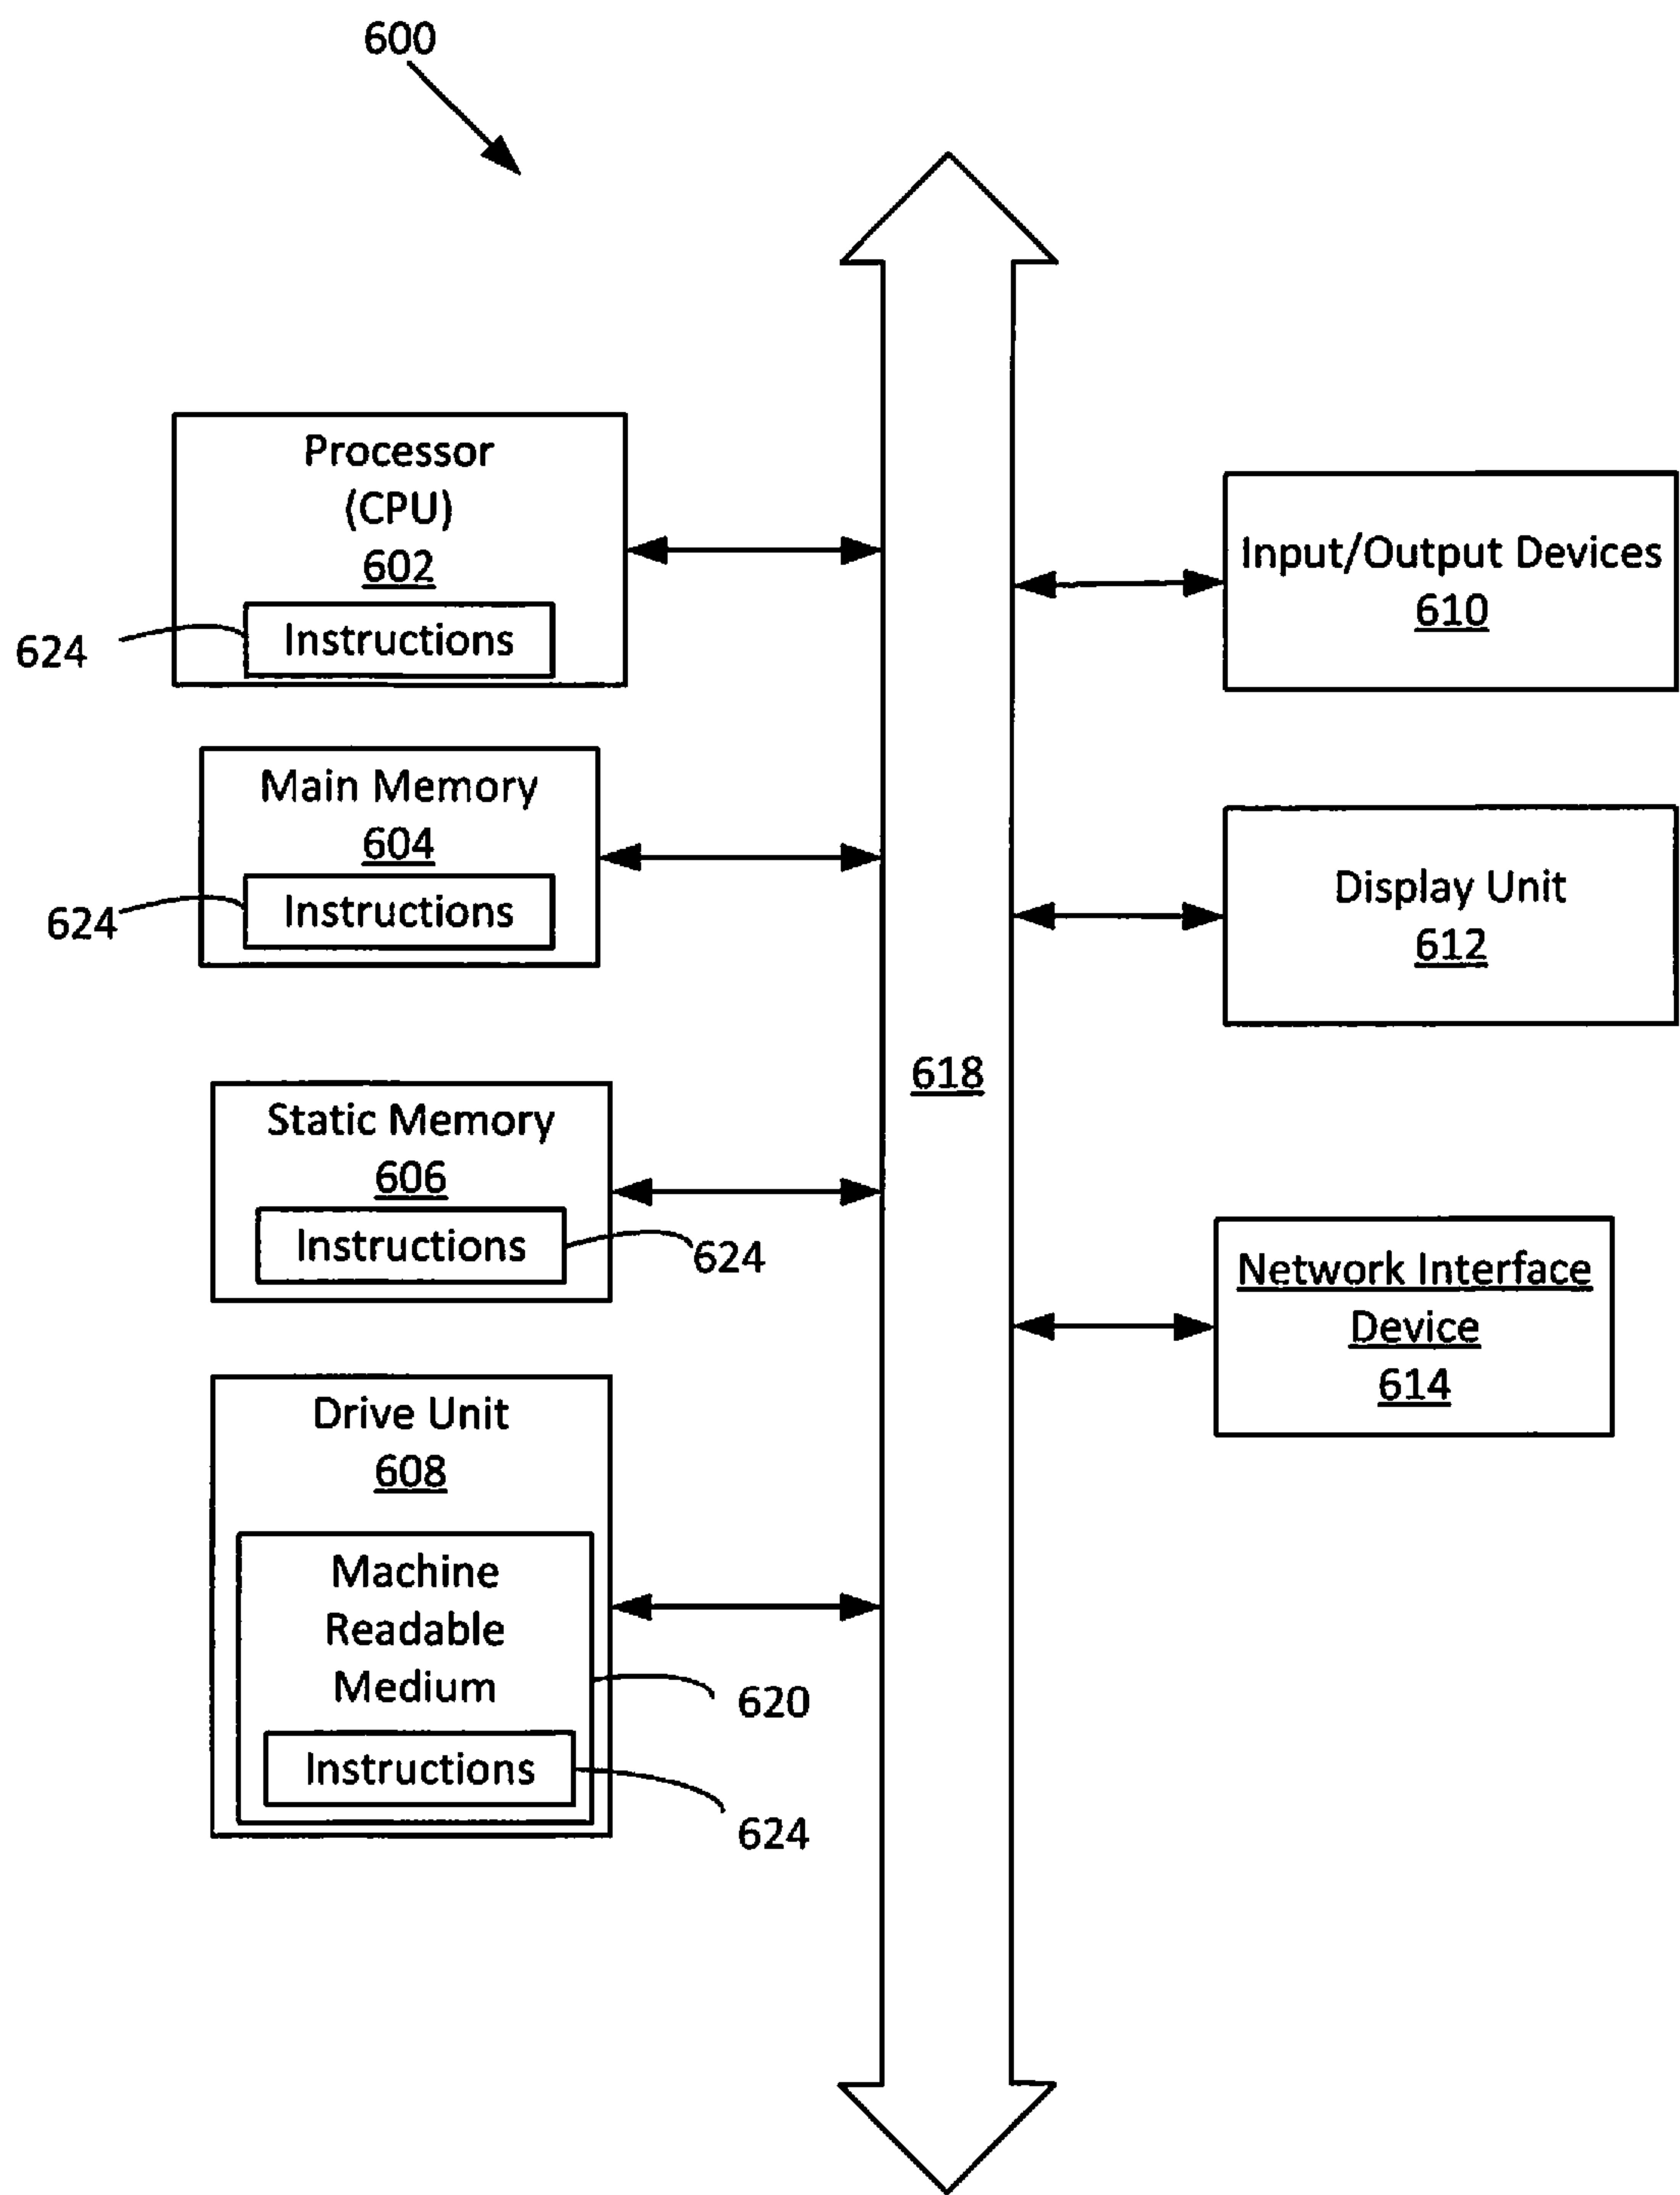 600
Processor
(CPU)
602
Instructions
624
Main Memory
604
Instructions
624
Static Memory
606
Instructions
624
Drive Unit
608
Machine
Readable
Medium
620
Instructions
624
618
Input/Output Devices
610
Display Unit
612
Network Interface
Device
614